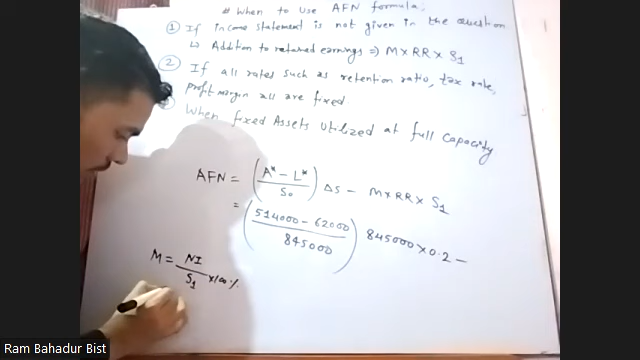 # When to use AFN formula:
① If income statement is not given in the question
↳ Addition to retained earnings ⇒ M×RR×S₁
② If all rates such as retention ratio, tax rate,
profit margin all are fixed.
When fixed Assets Utilized at full capacity
AFN = (A* - L* / S₀) ΔS - M×RR×S₁
= (514000 - 62000 / 845000) 845000×0.2 -
M = NI / S₁ ×100%
Ram Bahadur Bist